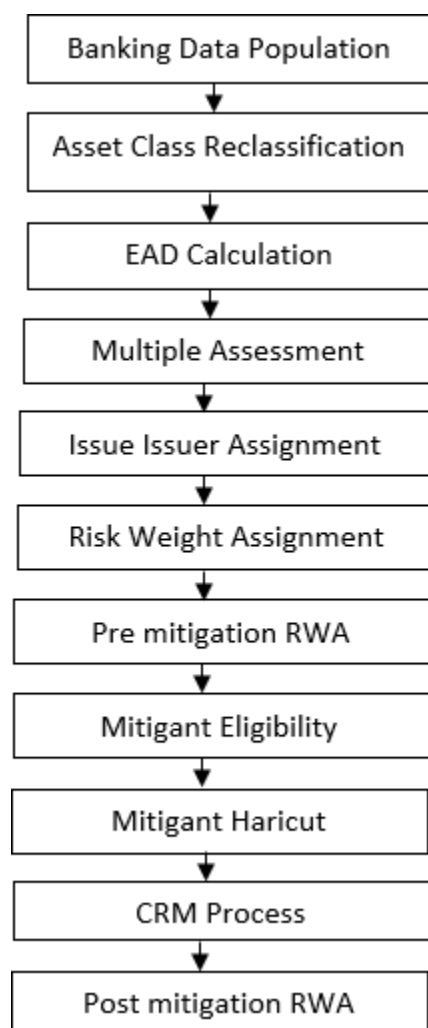 Banking Data Population
Asset Class Reclassification
EAD Calculation
Multiple Assessment
Issue Issuer Assignment
Risk Weight Assignment
Pre mitigation RWA
Mitigant Eligibility
Mitigant Haricut
CRM Process
Post mitigation RWA